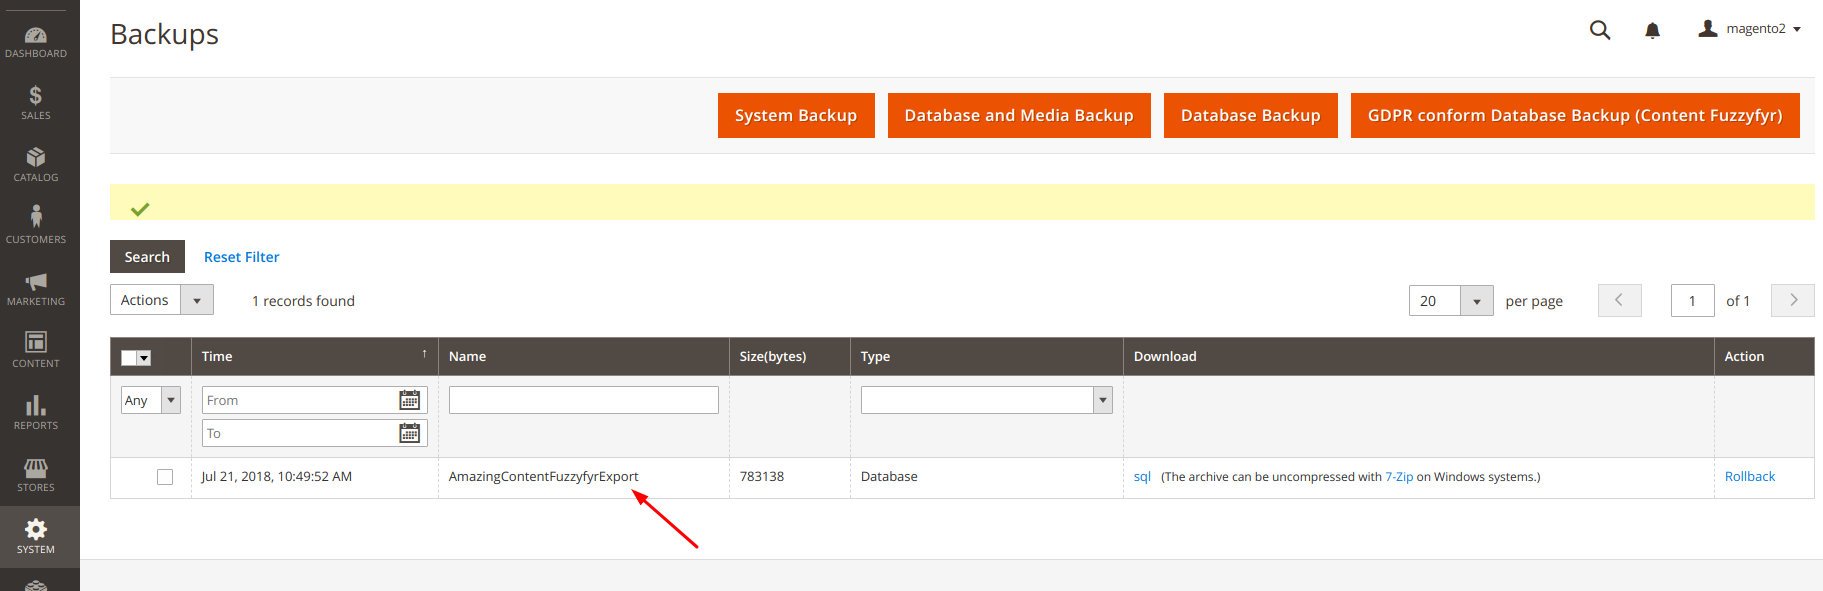 Backups
magento2
DASHBOARD
SALES
CATALOG
CUSTOMERS
MARKETING
CONTENT
REPORTS
STORES
SYSTEM
System Backup
Database and Media Backup
Database Backup
GDPR conform Database Backup (Content Fuzzyfyr)
Search
Reset Filter
Actions
1 records found
20
per page
1
of 1
Time
↑
Name
Size(bytes)
Type
Download
Action
Any
From
To
Jul 21, 2018, 10:49:52 AM
AmazingContentFuzzyfyrExport
783138
Database
sql (The archive can be uncompressed with 7-Zip on Windows systems.)
Rollback